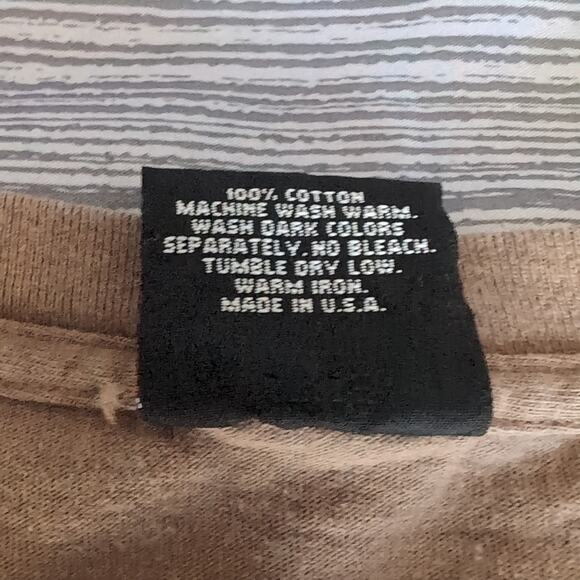 100% COTTON
MACHINE WASH WARM.
WASH DARK COLORS
SEPARATELY. NO BLEACH.
TUMBLE DRY LOW.
WARM IRON.
MADE IN U.S.A.